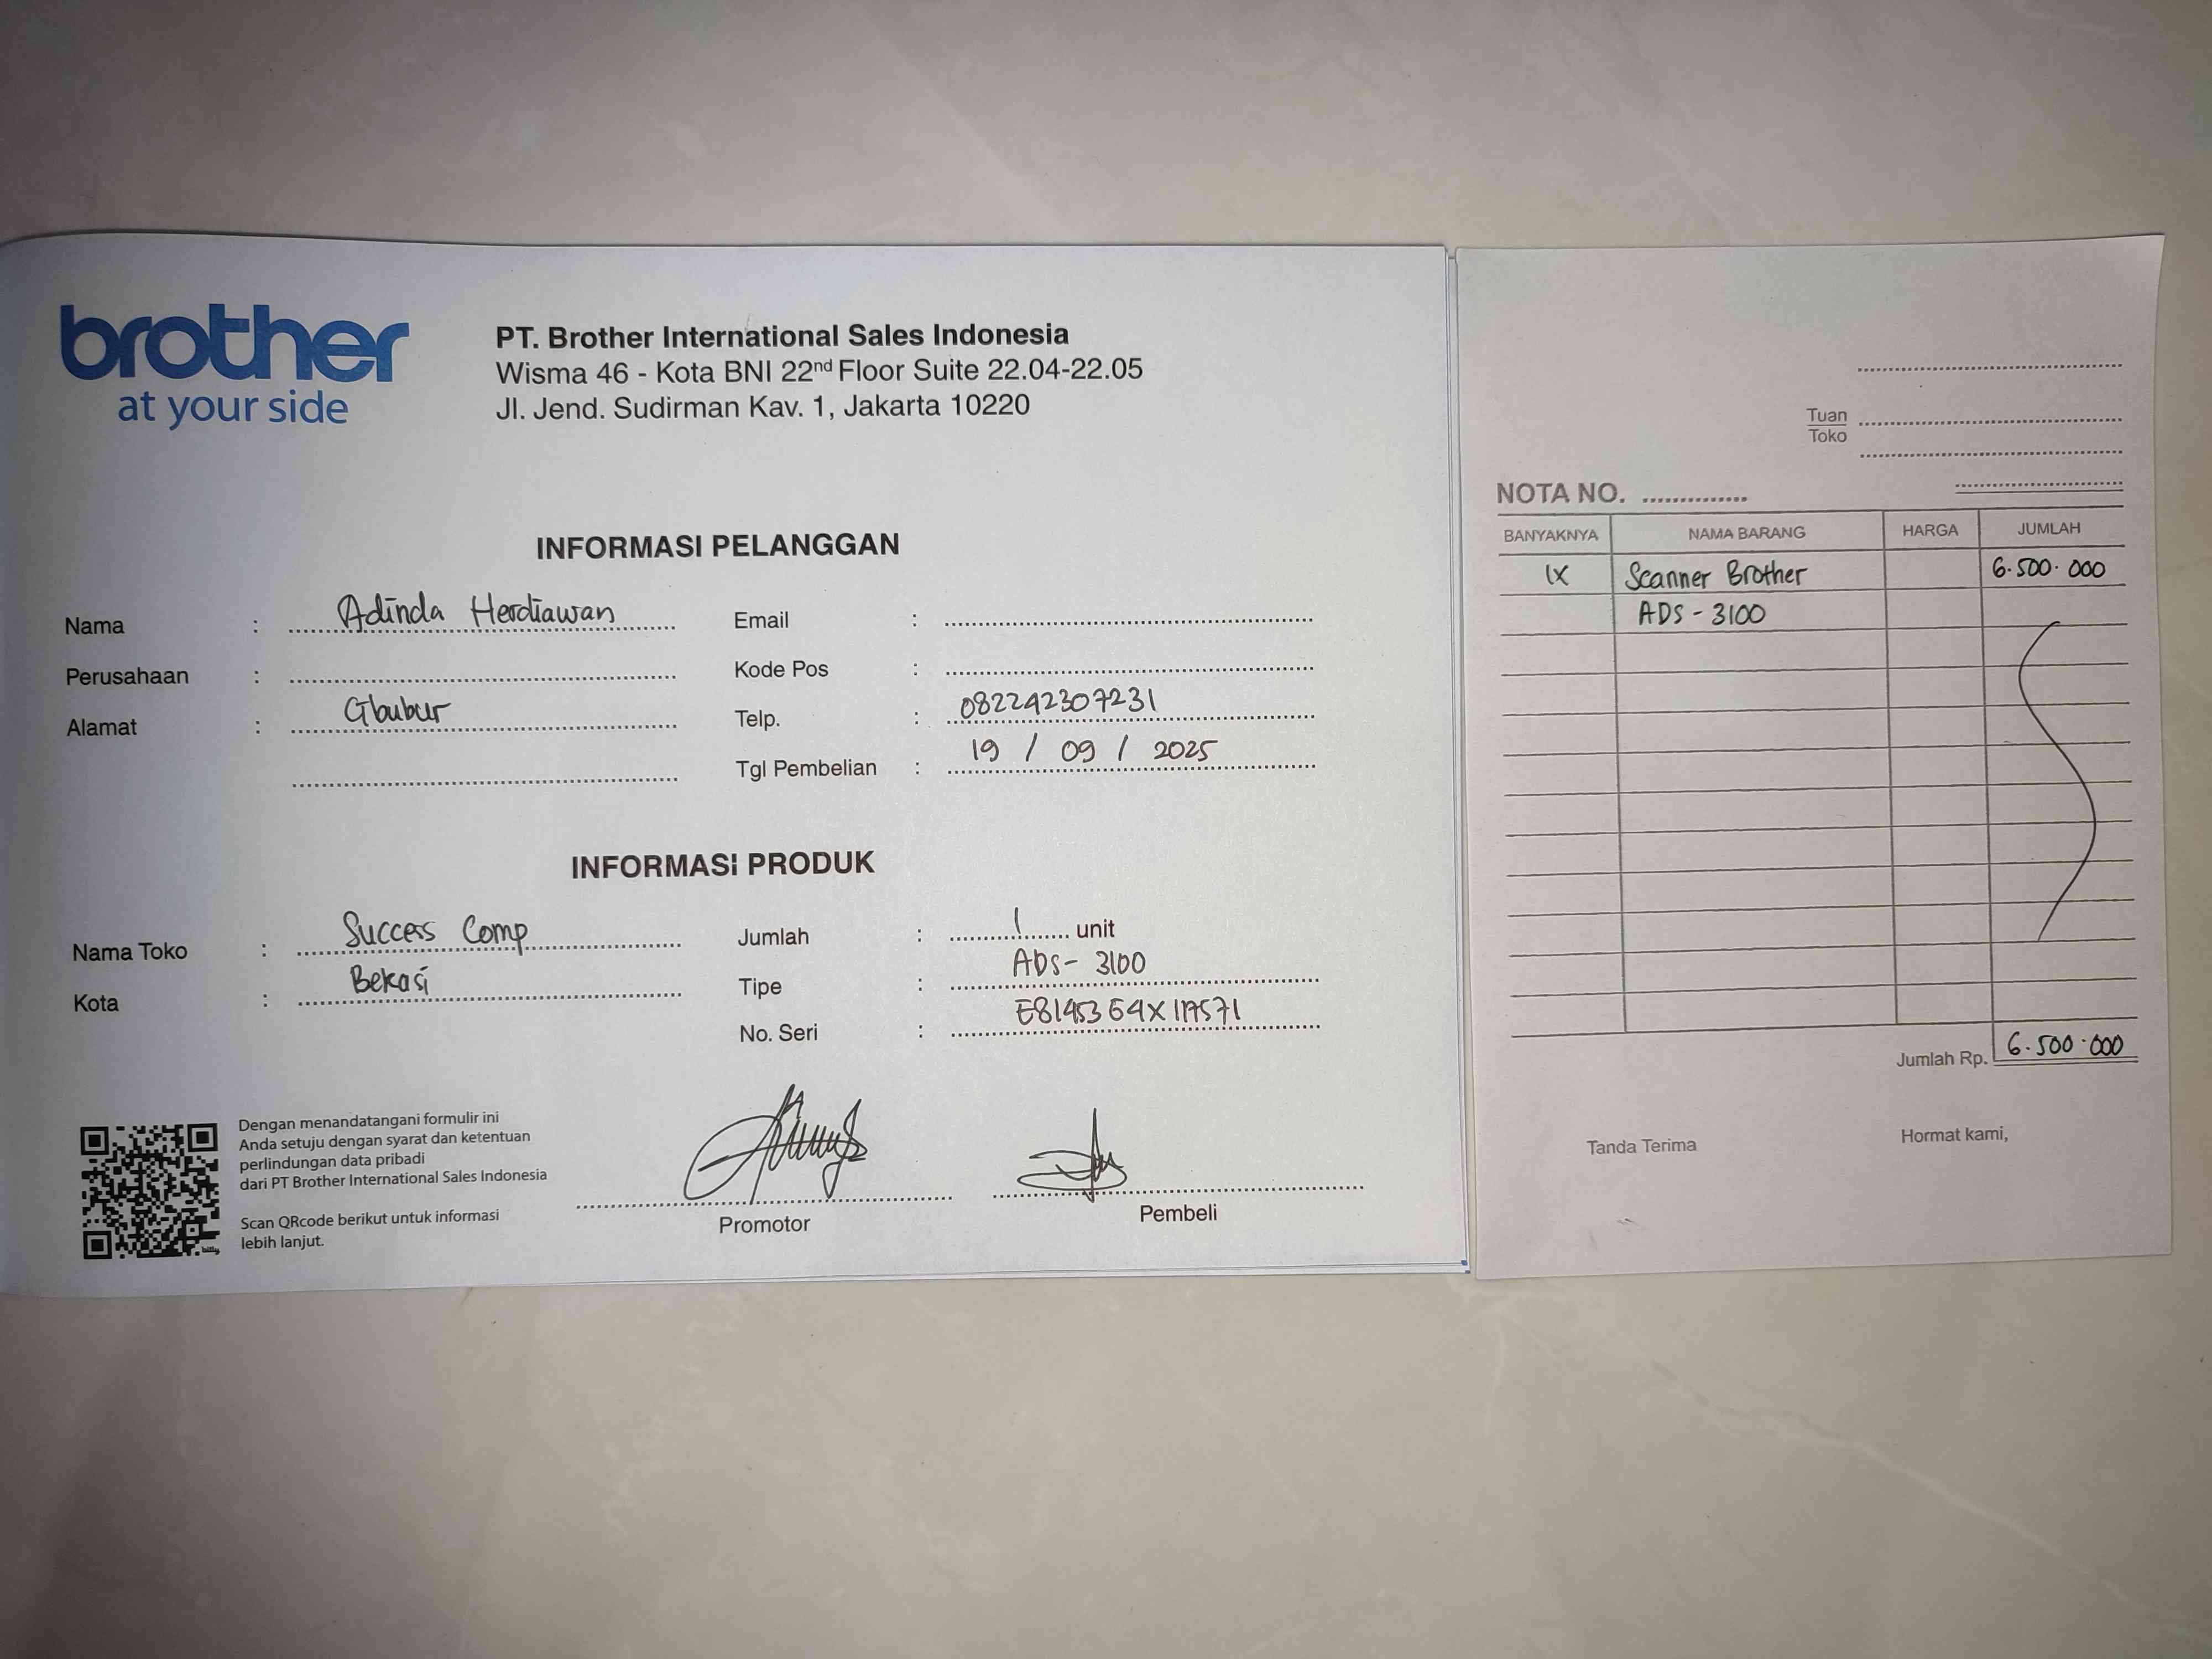 brother
at your side
PT. Brother International Sales Indonesia
Wisma 46 - Kota BNI 22nd Floor Suite 22.04-22.05
Jl. Jend. Sudirman Kav. 1, Jakarta 10220
INFORMASI PELANGGAN
Nama : Adinda Herdiawan
Perusahaan :
Alamat : Cibubur
Email :
Kode Pos :
Telp. : 082242307231
Tgl Pembelian : 19 / 09 / 2025
INFORMASI PRODUK
Nama Toko : Success Comp
Kota : Bekasi
Jumlah : 1 unit
Tipe : ADS- 3100
No. Seri :
Dengan menandatangani formulir ini
Anda setuju dengan syarat dan ketentuan
perlindungan data pribadi
dari PT Brother International Sales Indonesia
Scan QRcode berikut untuk informasi
lebih lanjut.
Promotor
Pembeli
Tuan
Toko
NOTA NO.
BANYAKNYA NAMA BARANG HARGA JUMLAH
1X Scanner Brother 6.500.000
ADS - 3100
Jumlah Rp. 6.500.000
Tanda Terima Hormat kami,